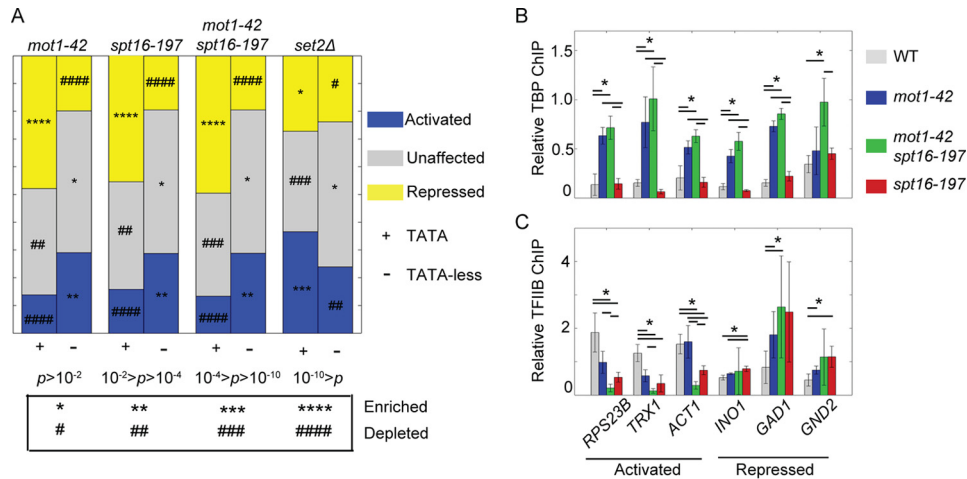 A
mot1-42
spt16-197
mot1-42
spt16-197
set2Δ
#### #### #### #
**** **** **** *
* * * *
## ## ### ###
** ** ** ***
#### #### #### ##
+ - + - + - + -
p>10-2 10-2>p>10-4 10-4>p>10-10 10-10>p
* ** *** **** Enriched
# ## ### #### Depleted
Activated
Unaffected
Repressed
+ TATA
- TATA-less
B
Relative TBP ChIP
1.5
1.0
0.5
0
* * * * * *
WT
mot1-42
mot1-42
spt16-197
spt16-197
C
Relative TFIIB ChIP
4
2
0
* * * * * *
RPS23B
TRX1
ACT1
INO1
GAD1
GND2
Activated
Repressed